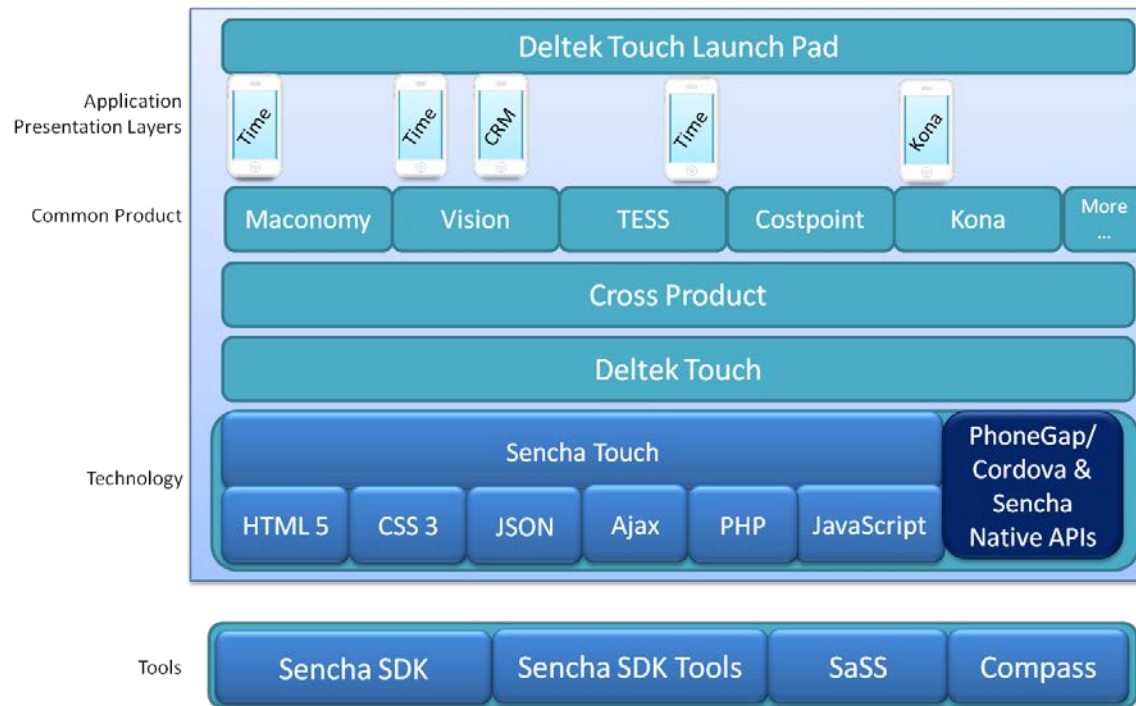 Deltek Touch Launch Pad
Application
Presentation Layers
Time
Time
CRM
Time
Kona
Common Product
Maconomy
Vision
TESS
Costpoint
Kona
More
...
Cross Product
Deltek Touch
Technology
Sencha Touch
PhoneGap/
Cordova &
Sencha
Native APIs
HTML 5
CSS 3
JSON
Ajax
PHP
JavaScript
Tools
Sencha SDK
Sencha SDK Tools
SaSS
Compass